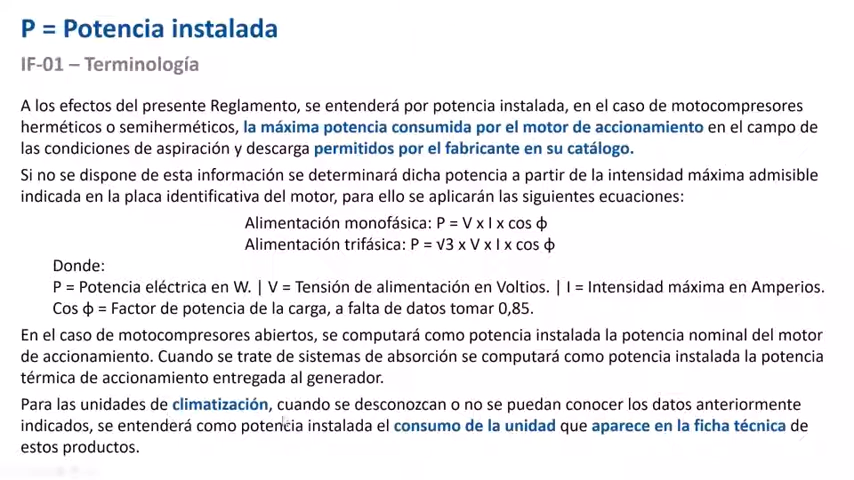 P = Potencia instalada
IF-01 – Terminología
A los efectos del presente Reglamento, se entenderá por potencia instalada, en el caso de motocompresores
herméticos o semiherméticos, la máxima potencia consumida por el motor de accionamiento en el campo de
las condiciones de aspiración y descarga permitidos por el fabricante en su catálogo.
Si no se dispone de esta información se determinará dicha potencia a partir de la intensidad máxima admisible
indicada en la placa identificativa del motor, para ello se aplicarán las siguientes ecuaciones:
Alimentación monofásica: P = V x I x cos ф
Alimentación trifásica: P = √3 x V x I x cos ф
Donde:
P = Potencia eléctrica en W. | V = Tensión de alimentación en Voltios. | I = Intensidad máxima en Amperios.
Cos ф = Factor de potencia de la carga, a falta de datos tomar 0,85.
En el caso de motocompresores abiertos, se computará como potencia instalada la potencia nominal del motor
de accionamiento. Cuando se trate de sistemas de absorción se computará como potencia instalada la potencia
térmica de accionamiento entregada al generador.
Para las unidades de climatización, cuando se desconozcan o no se puedan conocer los datos anteriormente
indicados, se entenderá como potencia instalada el consumo de la unidad que aparece en la ficha técnica de
estos productos.